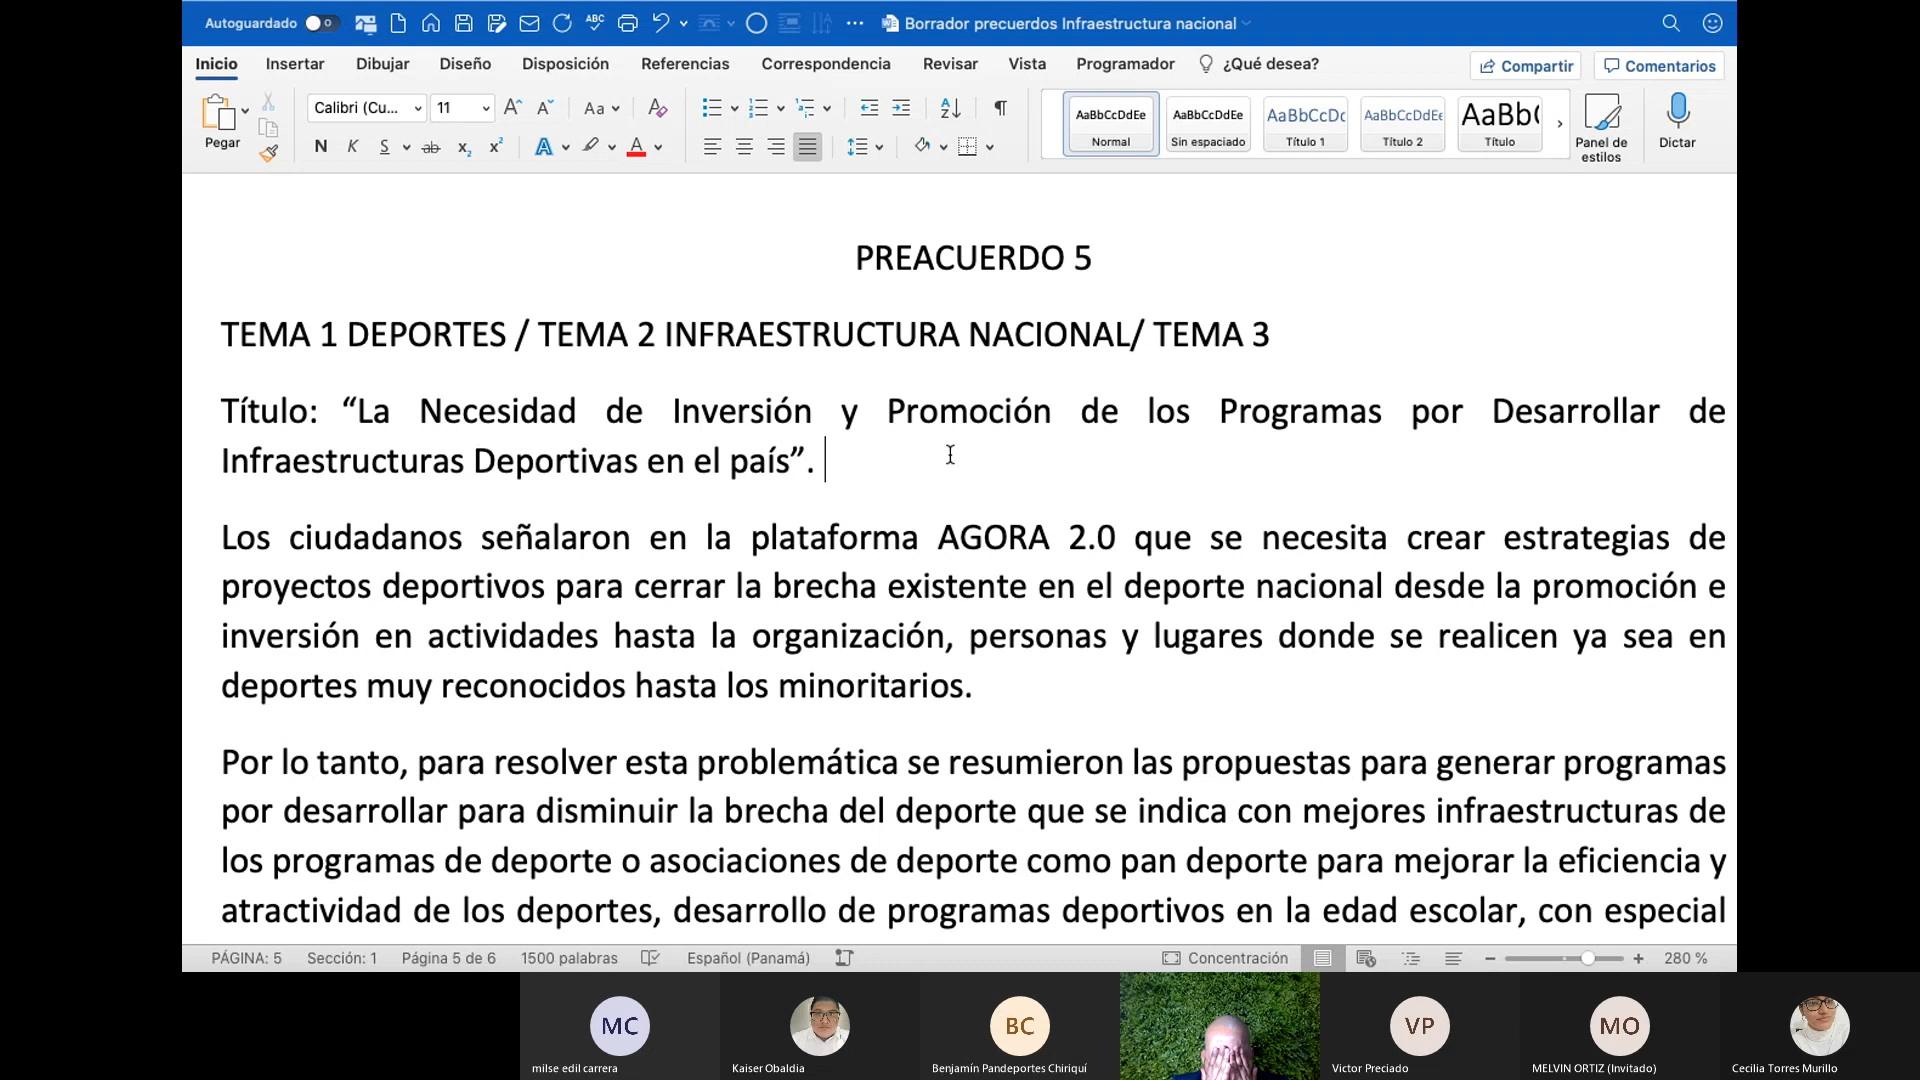 Autoguardado
ABC
Borrador precuerdos Infraestructura nacional
Inicio Insertar Dibujar Diseño Disposición Referencias Correspondencia Revisar Vista Programador ¿Qué desea? Compartir Comentarios
Pegar
Calibri (Cu... 11
Aa
N K S ab x₂ x² A A
AaBbCcDdEe Normal
AaBbCcDdEe Sin espaciado
AaBbCcDc Título 1
AaBbCcDdEe Título 2
AaBb( Título
Panel de estilos
Dictar
PREACUERDO 5
TEMA 1 DEPORTES / TEMA 2 INFRAESTRUCTURA NACIONAL/ TEMA 3
Título: “La Necesidad de Inversión y Promoción de los Programas por Desarrollar de
Infraestructuras Deportivas en el país”.
Los ciudadanos señalaron en la plataforma AGORA 2.0 que se necesita crear estrategias de
proyectos deportivos para cerrar la brecha existente en el deporte nacional desde la promoción e
inversión en actividades hasta la organización, personas y lugares donde se realicen ya sea en
deportes muy reconocidos hasta los minoritarios.
Por lo tanto, para resolver esta problemática se resumieron las propuestas para generar programas
por desarrollar para disminuir la brecha del deporte que se indica con mejores infraestructuras de
los programas de deporte o asociaciones de deporte como pan deporte para mejorar la eficiencia y
atractividad de los deportes, desarrollo de programas deportivos en la edad escolar, con especial
PÁGINA: 5 Sección: 1 Página 5 de 6 1500 palabras Español (Panamá) Concentración 280 %
MC BC VP MO
milse edil carrera Kaiser Obaldia Benjamín Pandeportes Chiriquí Victor Preciado MELVIN ORTIZ (Invitado) Cecilia Torres Murillo